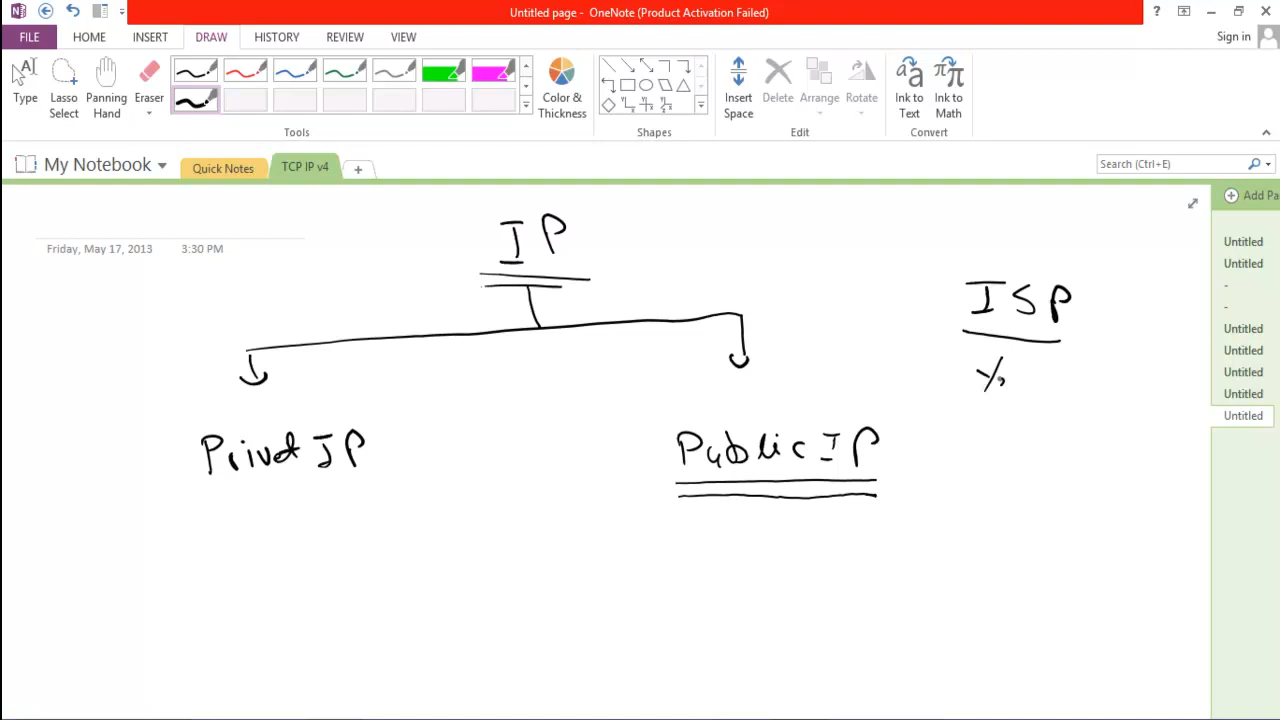 Untitled page - OneNote (Product Activation Failed)
FILE HOME INSERT DRAW HISTORY REVIEW VIEW
Sign in
Type
Lasso Select
Panning Hand
Eraser
Color & Thickness
Insert Space
Delete
Arrange
Rotate
Ink to Text
Ink to Math
Tools
Shapes
Edit
Convert
My Notebook
Quick Notes
TCP IP v4
Search (Ctrl+E)
Add Pa
Friday, May 17, 2013 3:30 PM
IP
ISP
Privat IP
Public IP
Untitled
Untitled
-
-
Untitled
Untitled
Untitled
Untitled
Untitled